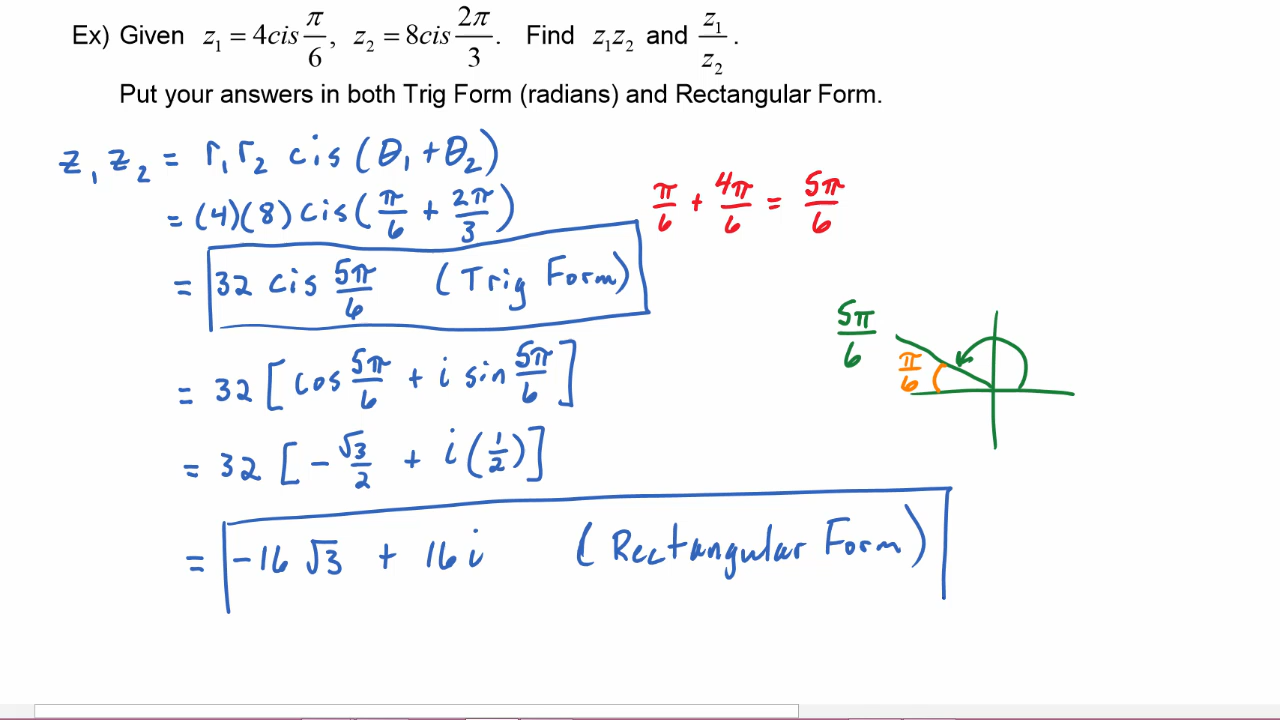 Ex) Given z₁ = 4cis π/6, z₂ = 8cis 2π/3. Find z₁z₂ and z₁/z₂.
Put your answers in both Trig Form (radians) and Rectangular Form.
z₁z₂ = r₁r₂ cis(θ₁+θ₂)
= (4)(8)cis(π/6 + 2π/3)
π/6 + 4π/6 = 5π/6
= 32 cis 5π/6 (Trig Form)
5π/6
π/6
= 32 [cos 5π/6 + i sin 5π/6]
= 32 [-√3/2 + i(1/2)]
= -16√3 + 16i (Rectangular Form)